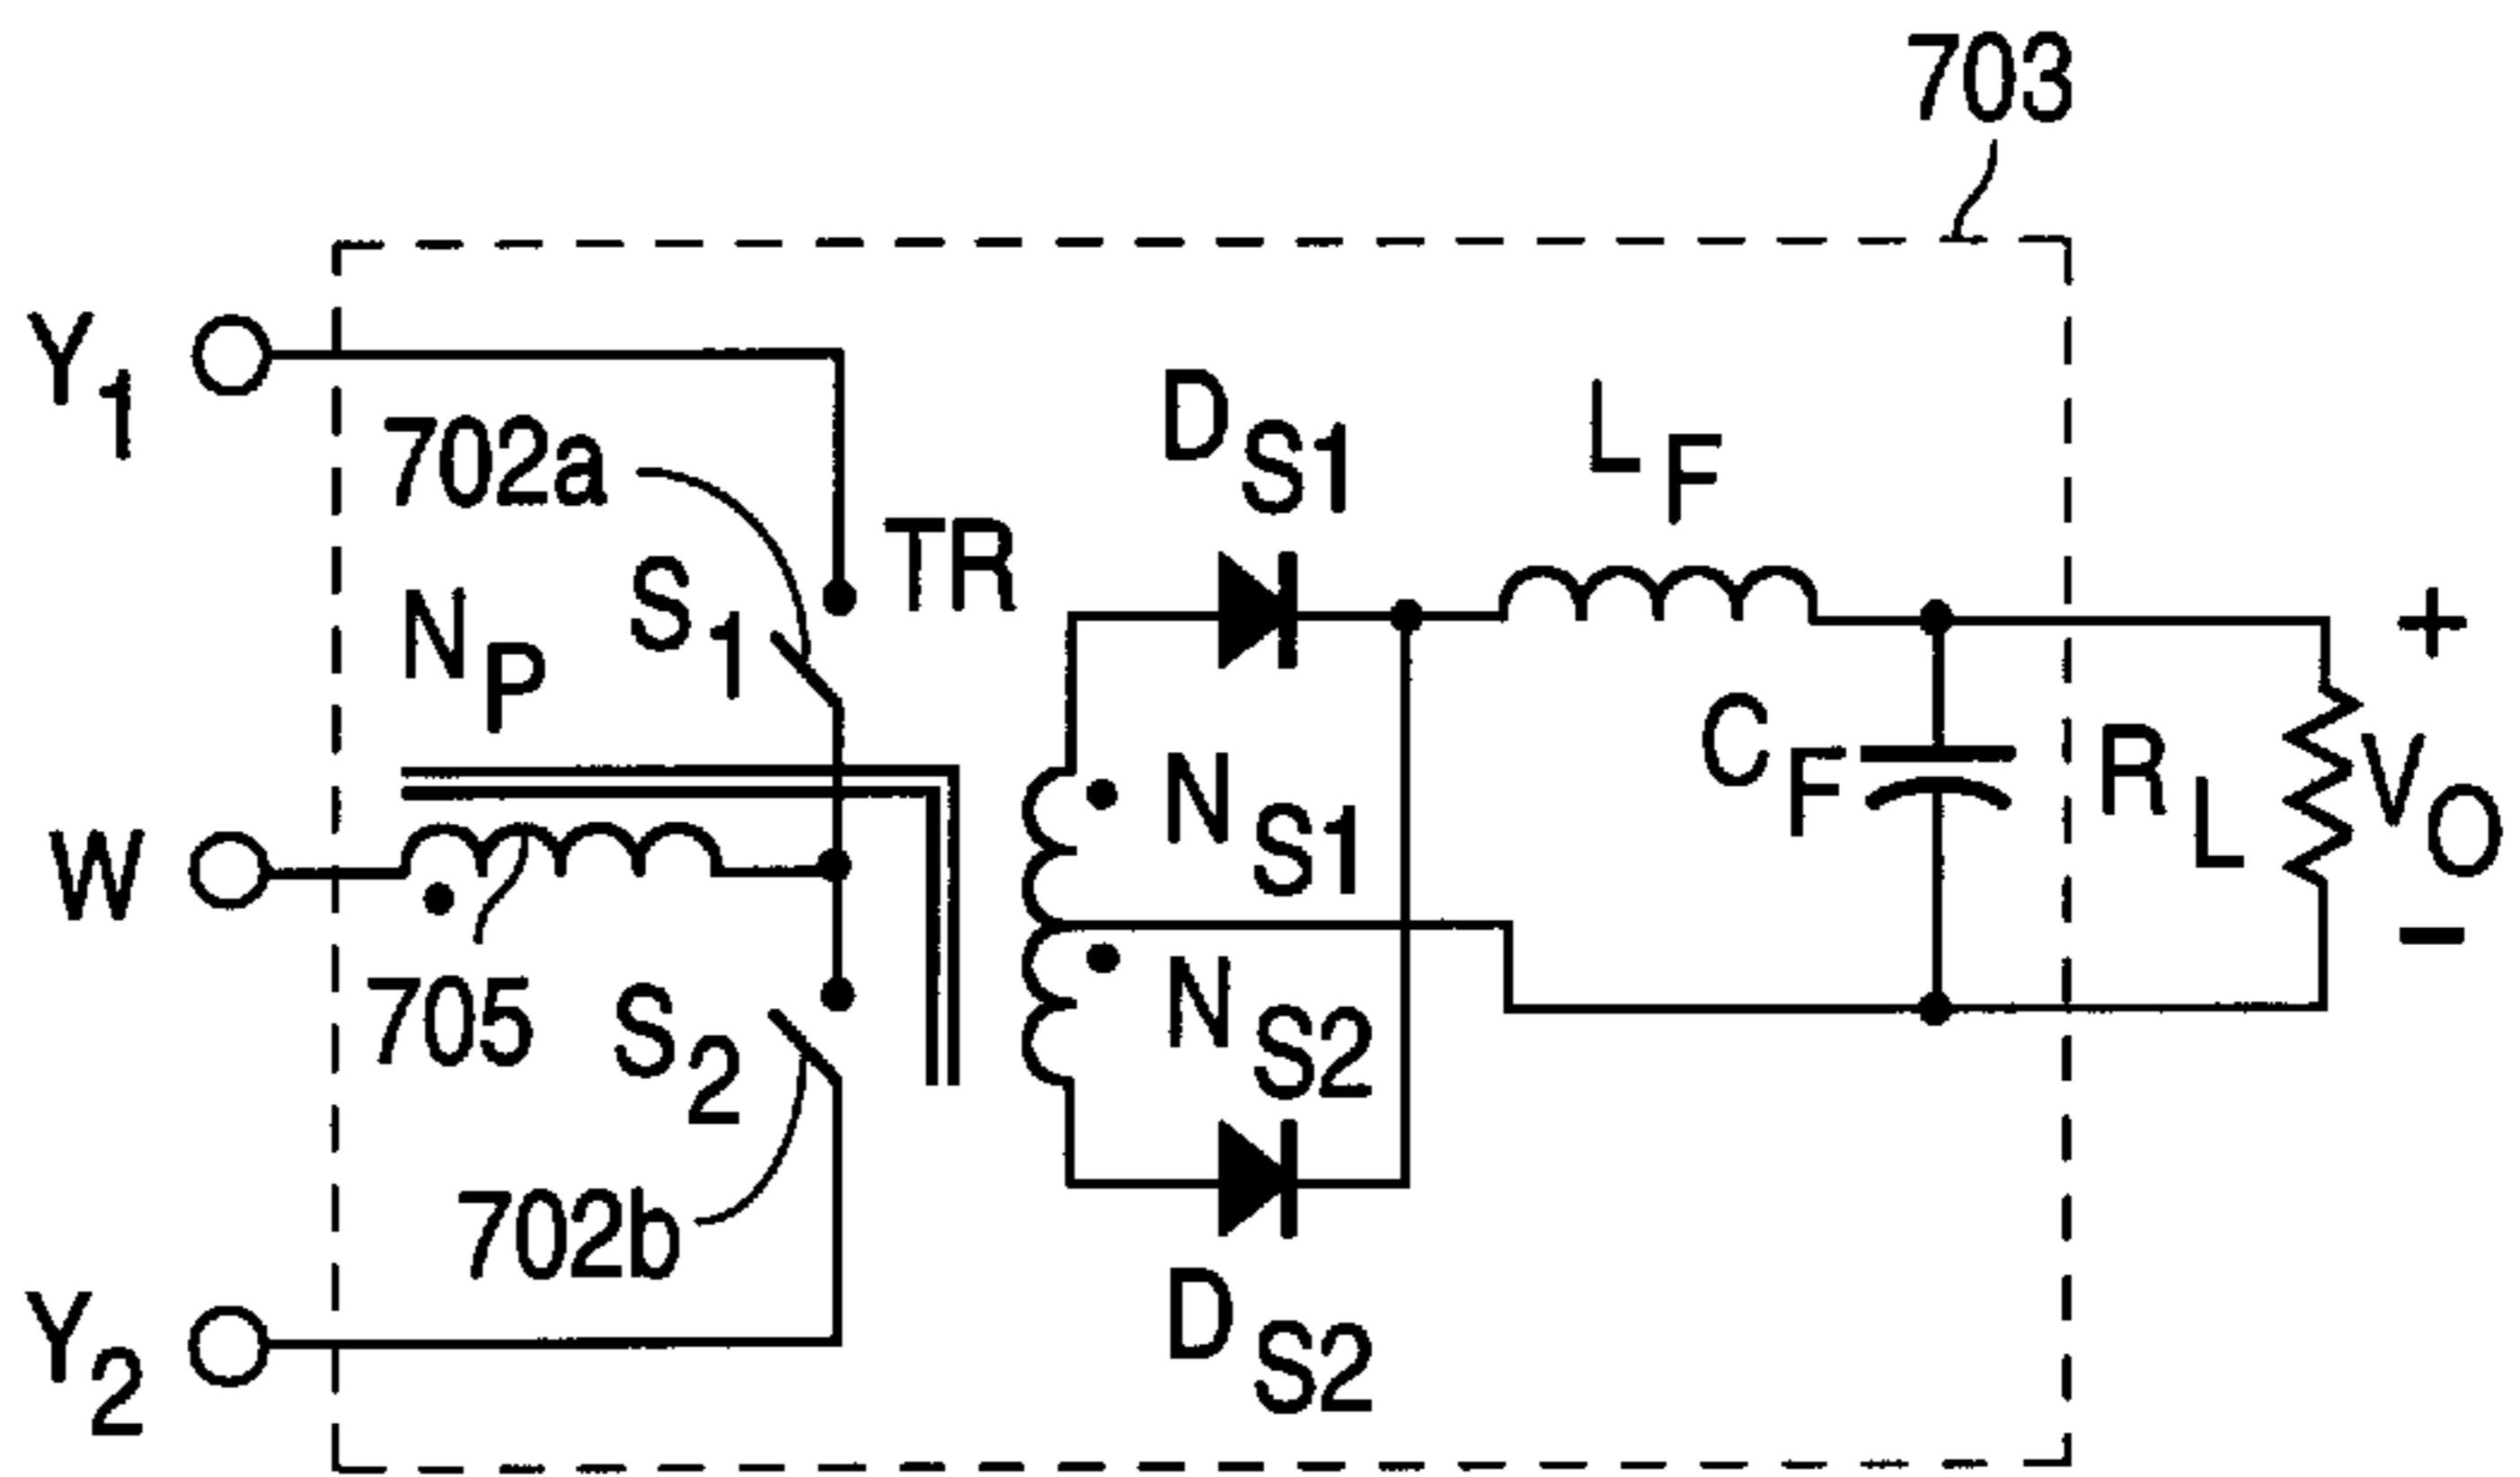 703
Y1
702a
DS1
LF
TR
S1
NP
+
CF
NS1
RL
VO
W
−
705
S2
NS2
702b
DS2
Y2